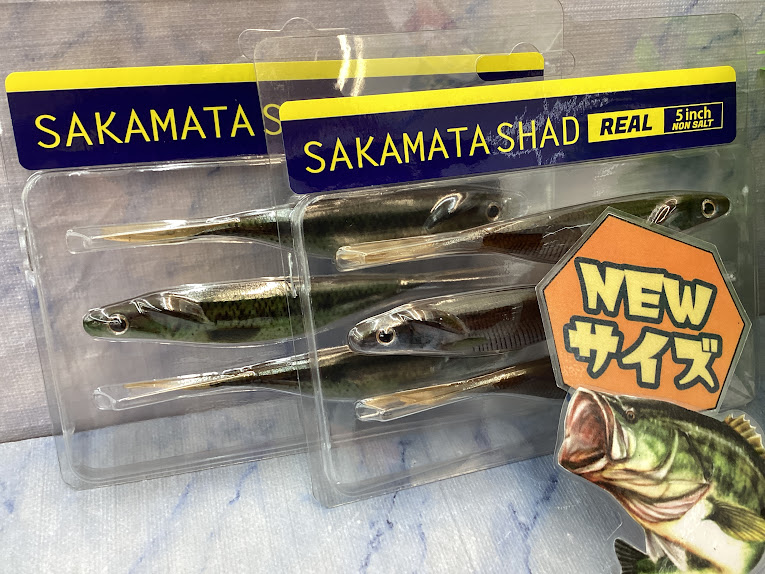 SAKAMATA S
SAKAMATA SHAD REAL 5 inch
NON SALT
NEW
サイズ